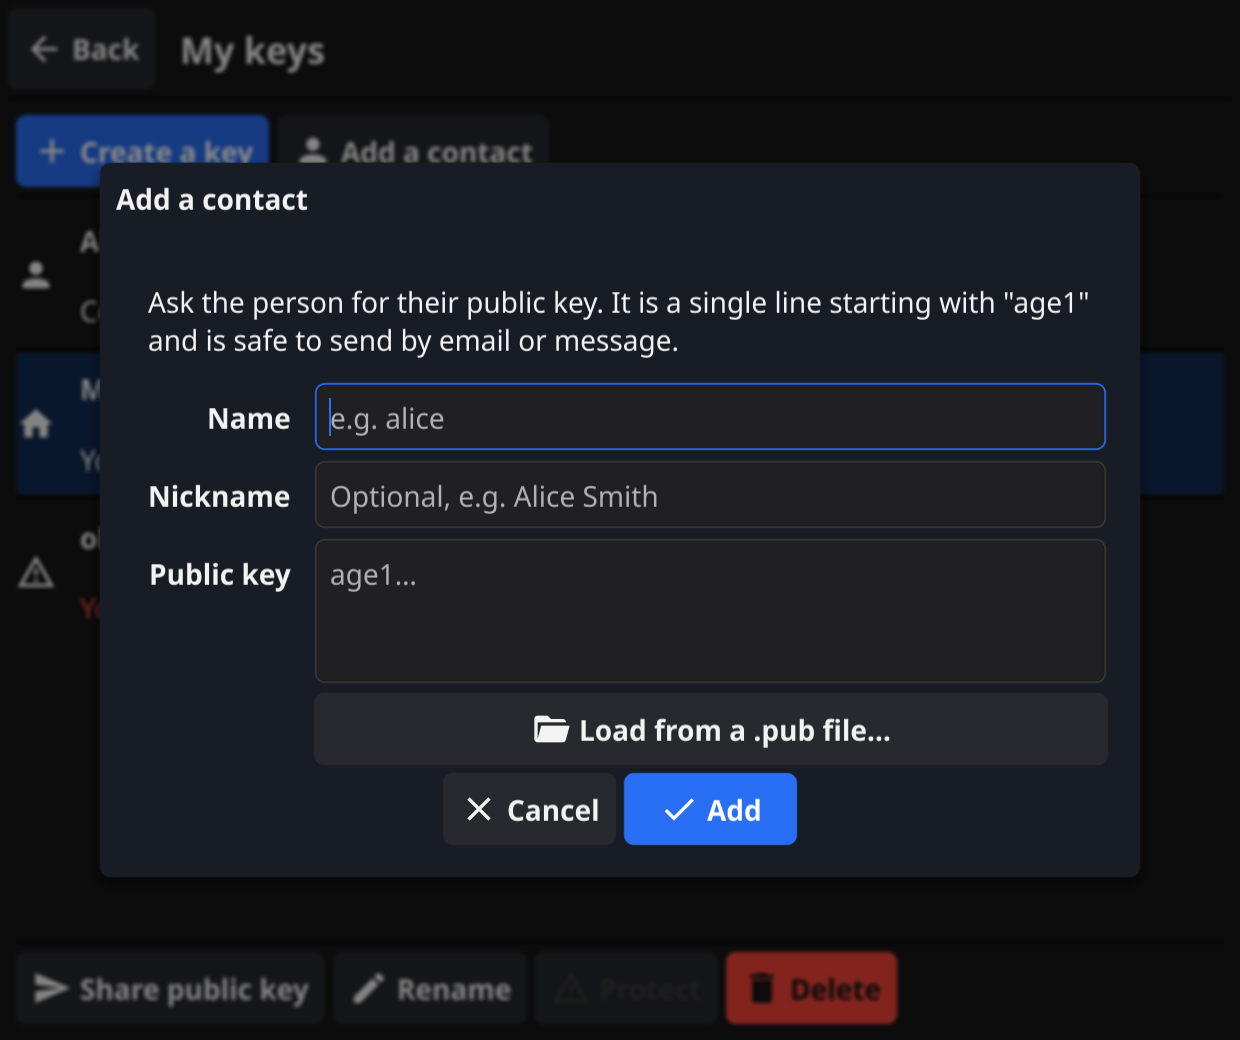 Back
My keys
Create a key
Add a contact
Add a contact
Ask the person for their public key. It is a single line starting with "age1"
and is safe to send by email or message.
Name
e.g. alice
Nickname
Optional, e.g. Alice Smith
Public key
age1...
Load from a .pub file...
Cancel
Add
Share public key
Rename
Protect
Delete